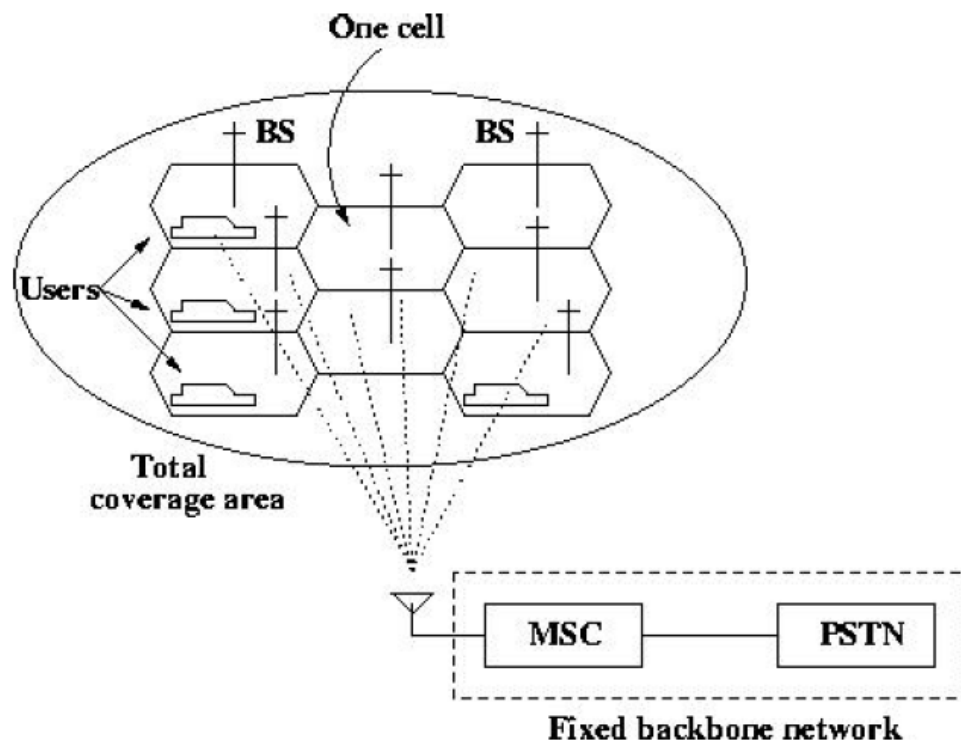 One cell
BS
BS
Users
Total
coverage area
MSC
PSTN
Fixed backbone network